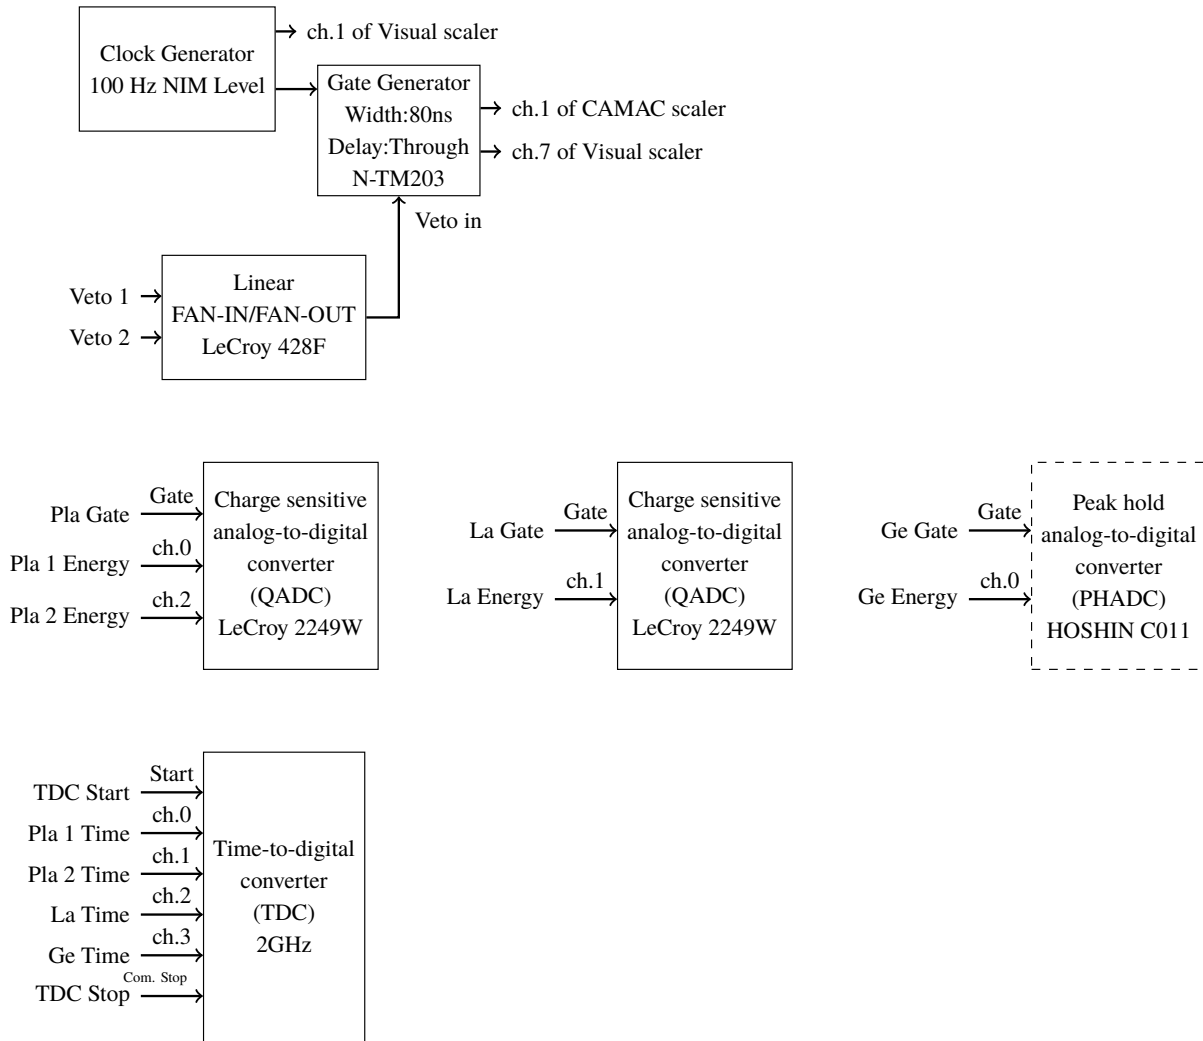 ch.1 of Visual scaler
Clock Generator
100 Hz NIM Level
Gate Generator
Width:80ns
Delay:Through
N-TM203
ch.1 of CAMAC scaler
ch.7 of Visual scaler
Veto in
Veto 1
Veto 2
Linear
FAN-IN/FAN-OUT
LeCroy 428F
Pla Gate
Gate
Pla 1 Energy
ch.0
Pla 2 Energy
ch.2
Charge sensitive
analog-to-digital
converter
(QADC)
LeCroy 2249W
La Gate
Gate
La Energy
ch.1
Charge sensitive
analog-to-digital
converter
(QADC)
LeCroy 2249W
Ge Gate
Gate
Ge Energy
ch.0
Peak hold
analog-to-digital
converter
(PHADC)
HOSHIN C011
TDC Start
Start
Pla 1 Time
ch.0
Pla 2 Time
ch.1
La Time
ch.2
Ge Time
ch.3
TDC Stop
Com. Stop
Time-to-digital
converter
(TDC)
2GHz